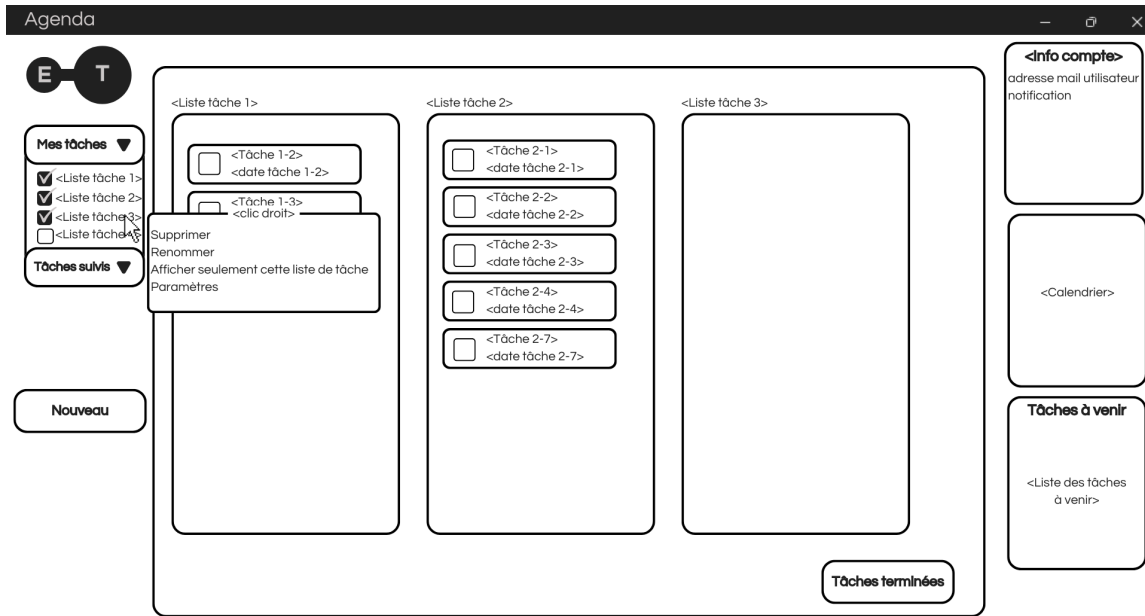 Agenda
E T
Mes tâches
<Liste tâche 1>
<Liste tâche 2>
<Liste tâche 3>
<Liste tâche
Tâches suivis
Nouveau
<Liste tâche 1>
<Tâche 1-2>
<date tâche 1-2>
<Tâche 1-3>
<clic droit>
Supprimer
Renommer
Afficher seulement cette liste de tâche
Paramètres
<Liste tâche 2>
<Tâche 2-1>
<date tâche 2-1>
<Tâche 2-2>
<date tâche 2-2>
<Tâche 2-3>
<date tâche 2-3>
<Tâche 2-4>
<date tâche 2-4>
<Tâche 2-7>
<date tâche 2-7>
<Liste tâche 3>
Tâches terminées
<Info compte>
adresse mail utilisateur
notification
<Calendrier>
Tâches à venir
<Liste des tâches
à venir>